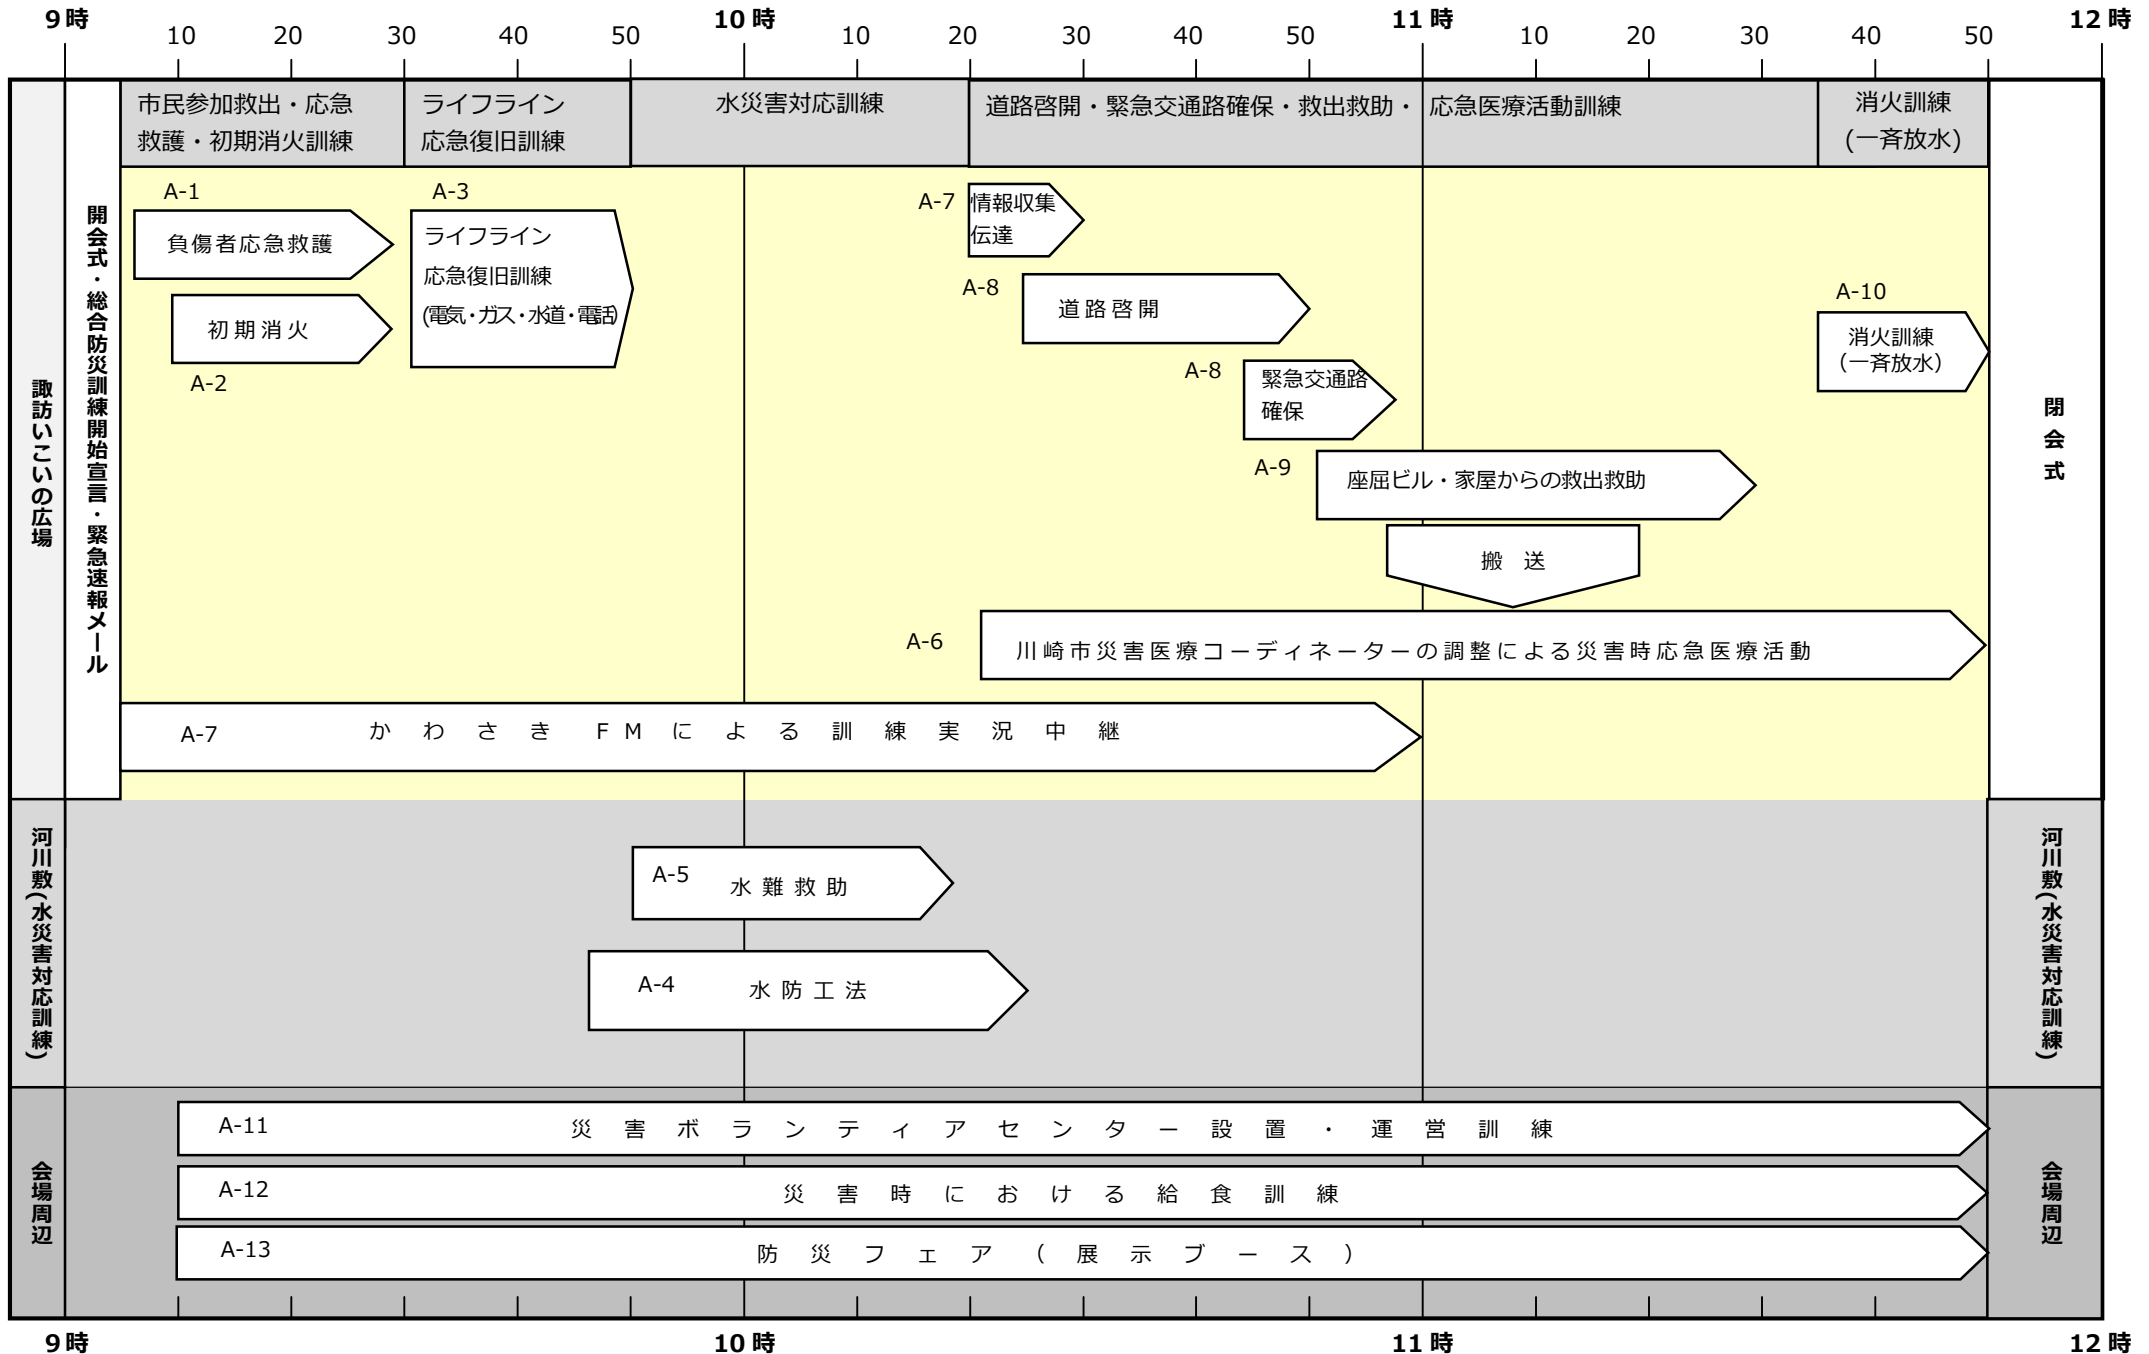 9時
10時
11時
12時
10
20
30
40
50
10
20
30
40
50
10
20
30
40
50
市民参加救出・応急
救護・初期消火訓練
ライフライン
応急復旧訓練
水災害対応訓練
道路啓開・緊急交通路確保・救出救助・応急医療活動訓練
消火訓練
(一斉放水)
諏訪いこいの広場
開会式・総合防災訓練開始宣言・緊急速報メール
A-1
負傷者応急救護
初期消火
A-2
A-3
ライフライン
応急復旧訓練
(電気・ガス・水道・電話)
A-7
情報収集
伝達
A-8
道路啓開
A-8
緊急交通路
確保
A-9
座屈ビル・家屋からの救出救助
搬 送
A-10
消火訓練
(一斉放水)
A-6
川崎市災害医療コーディネーターの調整による災害時応急医療活動
A-7
かわさきFMによる訓練実況中継
閉会式
河川敷(水災害対応訓練)
A-5
水難救助
A-4
水防工法
河川敷(水災害対応訓練)
会場周辺
A-11
災害ボランティアセンター設置・運営訓練
A-12
災害時における給食訓練
A-13
防災フェア(展示ブース)
会場周辺
9時
10時
11時
12時